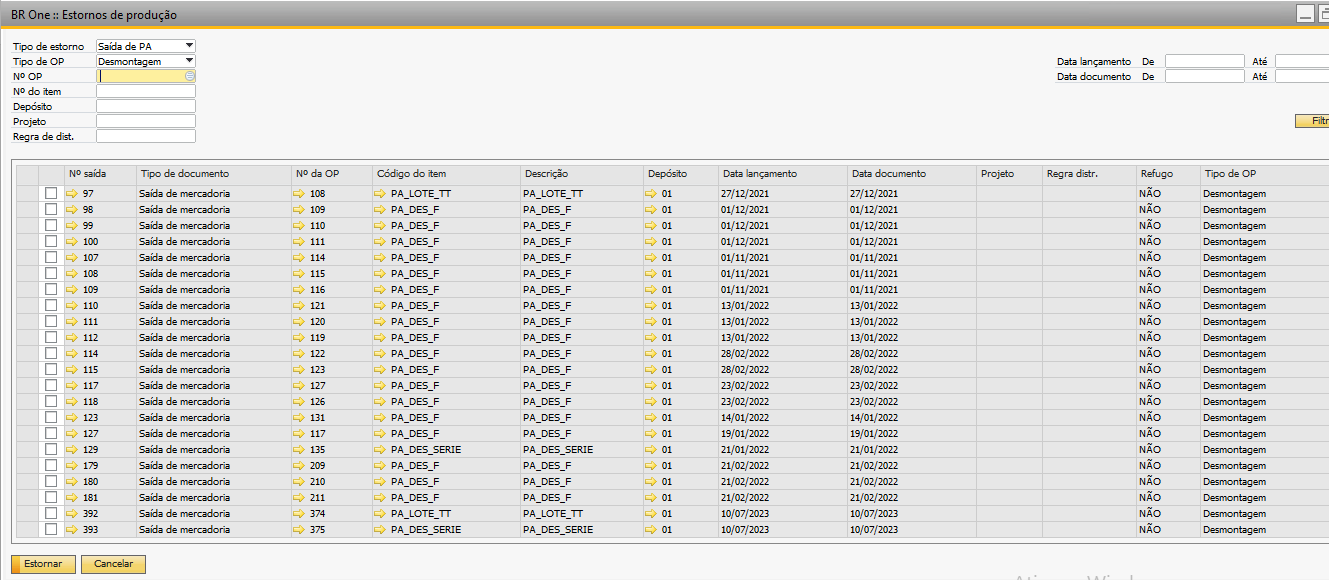 BR One :: Estornos de produção
Tipo de estorno Saída de PA
Tipo de OP Desmontagem
Nº OP
Nº do item
Depósito
Projeto
Regra de dist.
Data lançamento De Até
Data documento De Até
Filtr
Nº saída Tipo de documento Nº da OP Código do item Descrição Depósito Data lançamento Data documento Projeto Regra distr. Refugo Tipo de OP
97 Saída de mercadoria 108 PA_LOTE_TT PA_LOTE_TT 01 27/12/2021 27/12/2021 NÃO Desmontagem
98 Saída de mercadoria 109 PA_DES_F PA_DES_F 01 01/12/2021 01/12/2021 NÃO Desmontagem
99 Saída de mercadoria 110 PA_DES_F PA_DES_F 01 01/12/2021 01/12/2021 NÃO Desmontagem
100 Saída de mercadoria 111 PA_DES_F PA_DES_F 01 01/12/2021 01/12/2021 NÃO Desmontagem
107 Saída de mercadoria 114 PA_DES_F PA_DES_F 01 01/11/2021 01/11/2021 NÃO Desmontagem
108 Saída de mercadoria 115 PA_DES_F PA_DES_F 01 01/11/2021 01/11/2021 NÃO Desmontagem
109 Saída de mercadoria 116 PA_DES_F PA_DES_F 01 01/11/2021 01/11/2021 NÃO Desmontagem
110 Saída de mercadoria 121 PA_DES_F PA_DES_F 01 13/01/2022 13/01/2022 NÃO Desmontagem
111 Saída de mercadoria 120 PA_DES_F PA_DES_F 01 13/01/2022 13/01/2022 NÃO Desmontagem
112 Saída de mercadoria 119 PA_DES_F PA_DES_F 01 13/01/2022 13/01/2022 NÃO Desmontagem
114 Saída de mercadoria 122 PA_DES_F PA_DES_F 01 28/02/2022 28/02/2022 NÃO Desmontagem
115 Saída de mercadoria 123 PA_DES_F PA_DES_F 01 28/02/2022 28/02/2022 NÃO Desmontagem
117 Saída de mercadoria 127 PA_DES_F PA_DES_F 01 23/02/2022 23/02/2022 NÃO Desmontagem
118 Saída de mercadoria 126 PA_DES_F PA_DES_F 01 23/02/2022 23/02/2022 NÃO Desmontagem
123 Saída de mercadoria 131 PA_DES_F PA_DES_F 01 14/01/2022 14/01/2022 NÃO Desmontagem
127 Saída de mercadoria 117 PA_DES_F PA_DES_F 01 19/01/2022 19/01/2022 NÃO Desmontagem
129 Saída de mercadoria 135 PA_DES_SERIE PA_DES_SERIE 01 21/01/2022 21/01/2022 NÃO Desmontagem
179 Saída de mercadoria 209 PA_DES_F PA_DES_F 01 21/02/2022 21/02/2022 NÃO Desmontagem
180 Saída de mercadoria 210 PA_DES_F PA_DES_F 01 21/02/2022 21/02/2022 NÃO Desmontagem
181 Saída de mercadoria 211 PA_DES_F PA_DES_F 01 21/02/2022 21/02/2022 NÃO Desmontagem
392 Saída de mercadoria 374 PA_LOTE_TT PA_LOTE_TT 01 10/07/2023 10/07/2023 NÃO Desmontagem
393 Saída de mercadoria 375 PA_DES_SERIE PA_DES_SERIE 01 10/07/2023 10/07/2023 NÃO Desmontagem
Estornar Cancelar